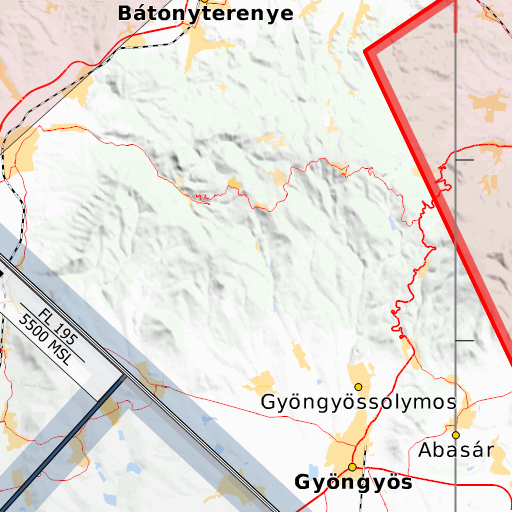 Bátonyterenye
FL 195
5500 MSL
Gyöngyössolymos
Abasár
Gyöngyös